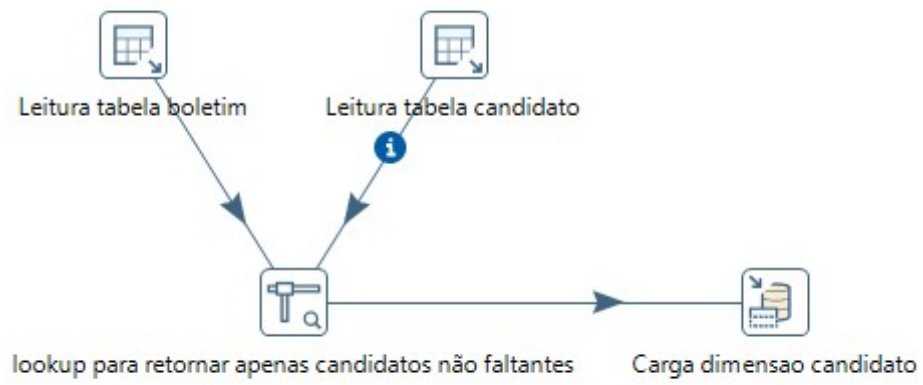 Leitura tabela boletim
Leitura tabela candidato
i
lookup para retornar apenas candidatos não faltantes
Carga dimensao candidato